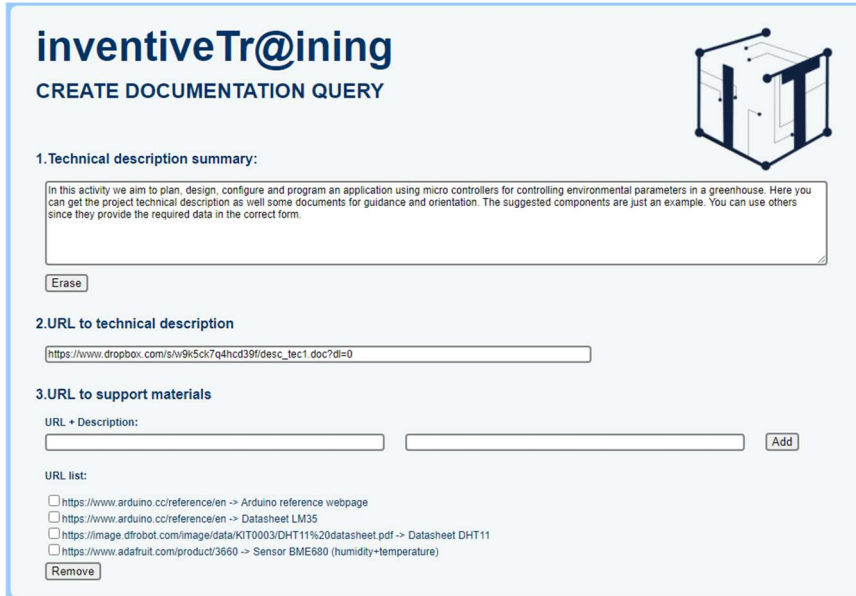 inventiveTr@ining
CREATE DOCUMENTATION QUERY
1.Technical description summary:
In this activity we aim to plan, design, configure and program an application using micro controllers for controlling environmental parameters in a greenhouse. Here you
can get the project technical description as well some documents for guidance and orientation. The suggested components are just an example. You can use others
since they provide the required data in the correct form.
Erase
2.URL to technical description
https://www.dropbox.com/s/w9k5ck7q4hcd39f/desc_tec1.doc?dl=0
3.URL to support materials
URL + Description:
Add
URL list:
https://www.arduino.cc/reference/en -> Arduino reference webpage
https://www.arduino.cc/reference/en -> Datasheet LM35
https://image.dfrobot.com/image/data/KIT0003/DHT11%20datasheet.pdf -> Datasheet DHT11
https://www.adafruit.com/product/3660 -> Sensor BME680 (humidity+temperature)
Remove
IT